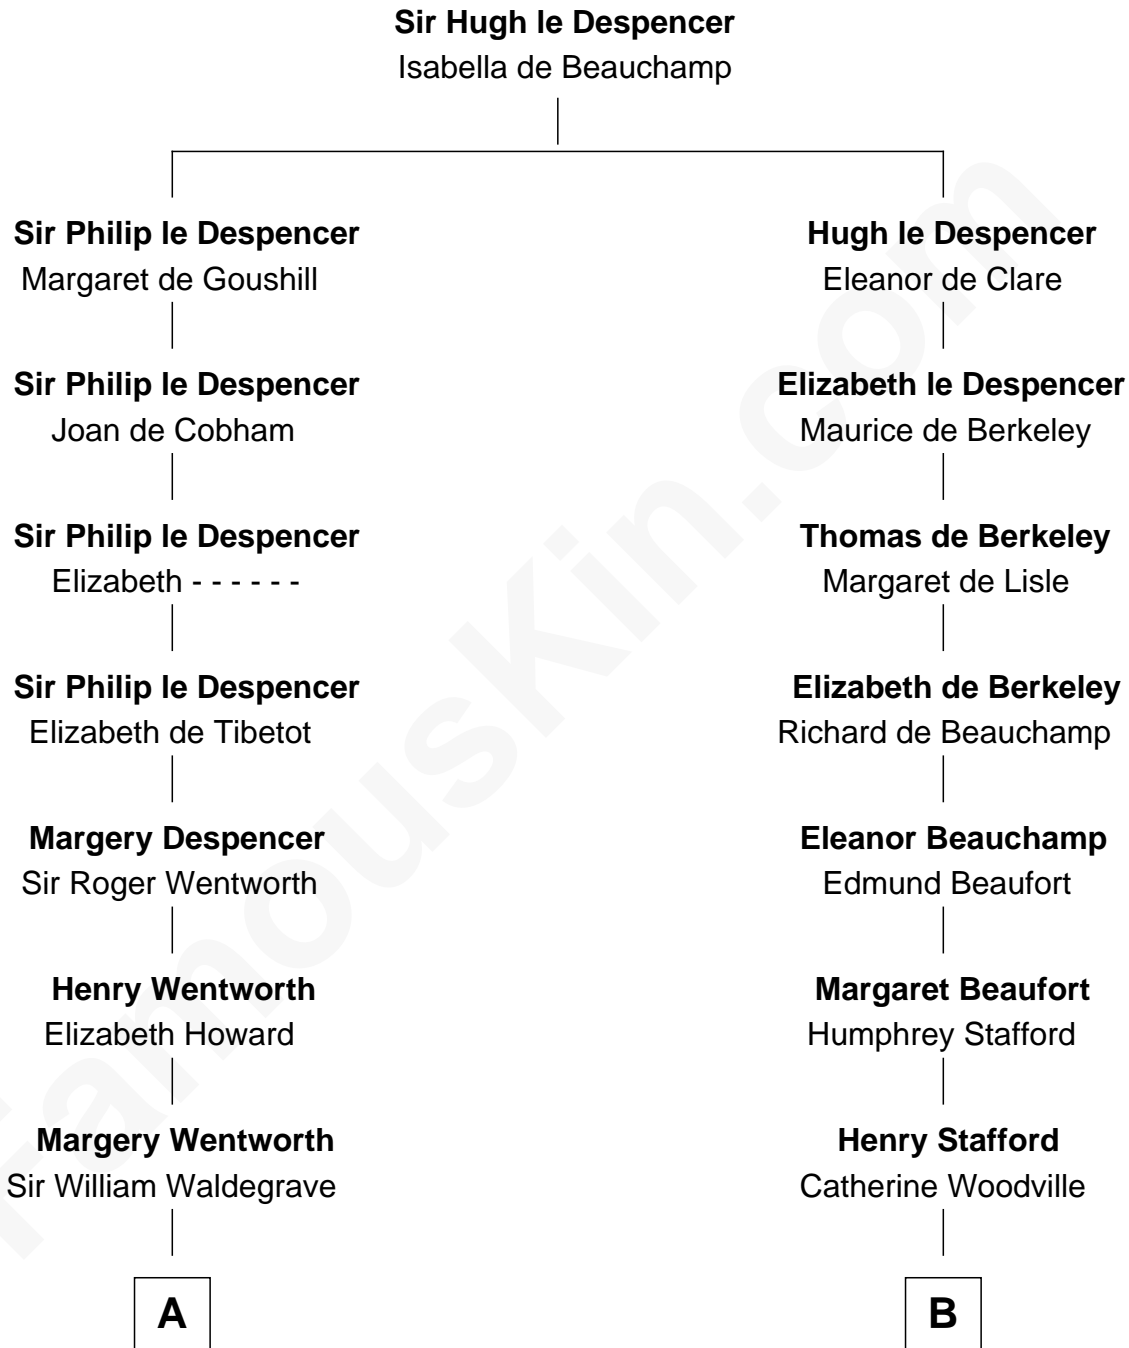 Sir Hugh le Despencer
Isabella de Beauchamp
Sir Philip le Despencer
Margaret de Goushill
Hugh le Despencer
Eleanor de Clare
Sir Philip le Despencer
Joan de Cobham
Elizabeth le Despencer
Maurice de Berkeley
Sir Philip le Despencer
Elizabeth - - - - - -
Thomas de Berkeley
Margaret de Lisle
Sir Philip le Despencer
Elizabeth de Tibetot
Elizabeth de Berkeley
Richard de Beauchamp
Margery Despencer
Sir Roger Wentworth
Eleanor Beauchamp
Edmund Beaufort
Henry Wentworth
Elizabeth Howard
Margaret Beaufort
Humphrey Stafford
Margery Wentworth
Sir William Waldegrave
Henry Stafford
Catherine Woodville
A
B
FamousKin.com